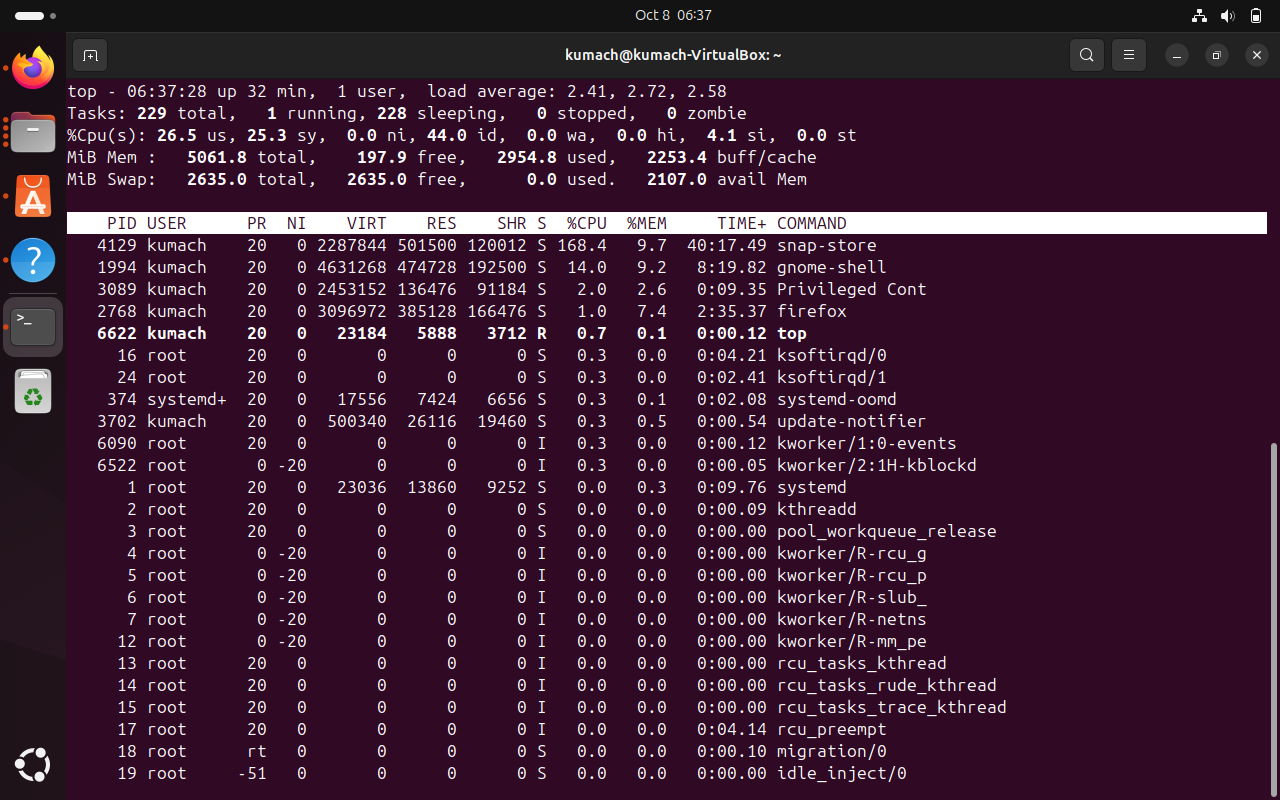 Oct 8 06:37
kumach@kumach-VirtualBox: ~
top - 06:37:28 up 32 min,  1 user,  load average: 2.41, 2.72, 2.58
Tasks: 229 total,   1 running, 228 sleeping,   0 stopped,   0 zombie
%Cpu(s): 26.5 us, 25.3 sy,  0.0 ni, 44.0 id,  0.0 wa,  0.0 hi,  4.1 si,  0.0 st
MiB Mem :   5061.8 total,    197.9 free,   2954.8 used,   2253.4 buff/cache
MiB Swap:   2635.0 total,   2635.0 free,      0.0 used.   2107.0 avail Mem
PID USER      PR  NI    VIRT    RES    SHR S  %CPU  %MEM     TIME+ COMMAND
4129 kumach    20   0 2287844 501500 120012 S 168.4   9.7  40:17.49 snap-store
1994 kumach    20   0 4631268 474728 192500 S  14.0   9.2   8:19.82 gnome-shell
3089 kumach    20   0 2453152 136476  91184 S   2.0   2.6   0:09.35 Privileged Cont
2768 kumach    20   0 3096972 385128 166476 S   1.0   7.4   2:35.37 firefox
6622 kumach    20   0   23184   5888   3712 R   0.7   0.1   0:00.12 top
16 root      20   0       0      0      0 S   0.3   0.0   0:04.21 ksoftirqd/0
24 root      20   0       0      0      0 S   0.3   0.0   0:02.41 ksoftirqd/1
374 systemd+  20   0   17556   7424   6656 S   0.3   0.1   0:02.08 systemd-oomd
3702 kumach    20   0  500340  26116  19460 S   0.3   0.5   0:00.54 update-notifier
6090 root      20   0       0      0      0 I   0.3   0.0   0:00.12 kworker/1:0-events
6522 root       0 -20       0      0      0 I   0.3   0.0   0:00.05 kworker/2:1H-kblockd
1 root      20   0   23036  13860   9252 S   0.0   0.3   0:09.76 systemd
2 root      20   0       0      0      0 S   0.0   0.0   0:00.09 kthreadd
3 root      20   0       0      0      0 S   0.0   0.0   0:00.00 pool_workqueue_release
4 root       0 -20       0      0      0 I   0.0   0.0   0:00.00 kworker/R-rcu_g
5 root       0 -20       0      0      0 I   0.0   0.0   0:00.00 kworker/R-rcu_p
6 root       0 -20       0      0      0 I   0.0   0.0   0:00.00 kworker/R-slub_
7 root       0 -20       0      0      0 I   0.0   0.0   0:00.00 kworker/R-netns
12 root       0 -20       0      0      0 I   0.0   0.0   0:00.00 kworker/R-mm_pe
13 root      20   0       0      0      0 I   0.0   0.0   0:00.00 rcu_tasks_kthread
14 root      20   0       0      0      0 I   0.0   0.0   0:00.00 rcu_tasks_rude_kthread
15 root      20   0       0      0      0 I   0.0   0.0   0:00.00 rcu_tasks_trace_kthread
17 root      20   0       0      0      0 I   0.0   0.0   0:04.14 rcu_preempt
18 root      rt   0       0      0      0 S   0.0   0.0   0:00.10 migration/0
19 root     -51   0       0      0      0 S   0.0   0.0   0:00.00 idle_inject/0